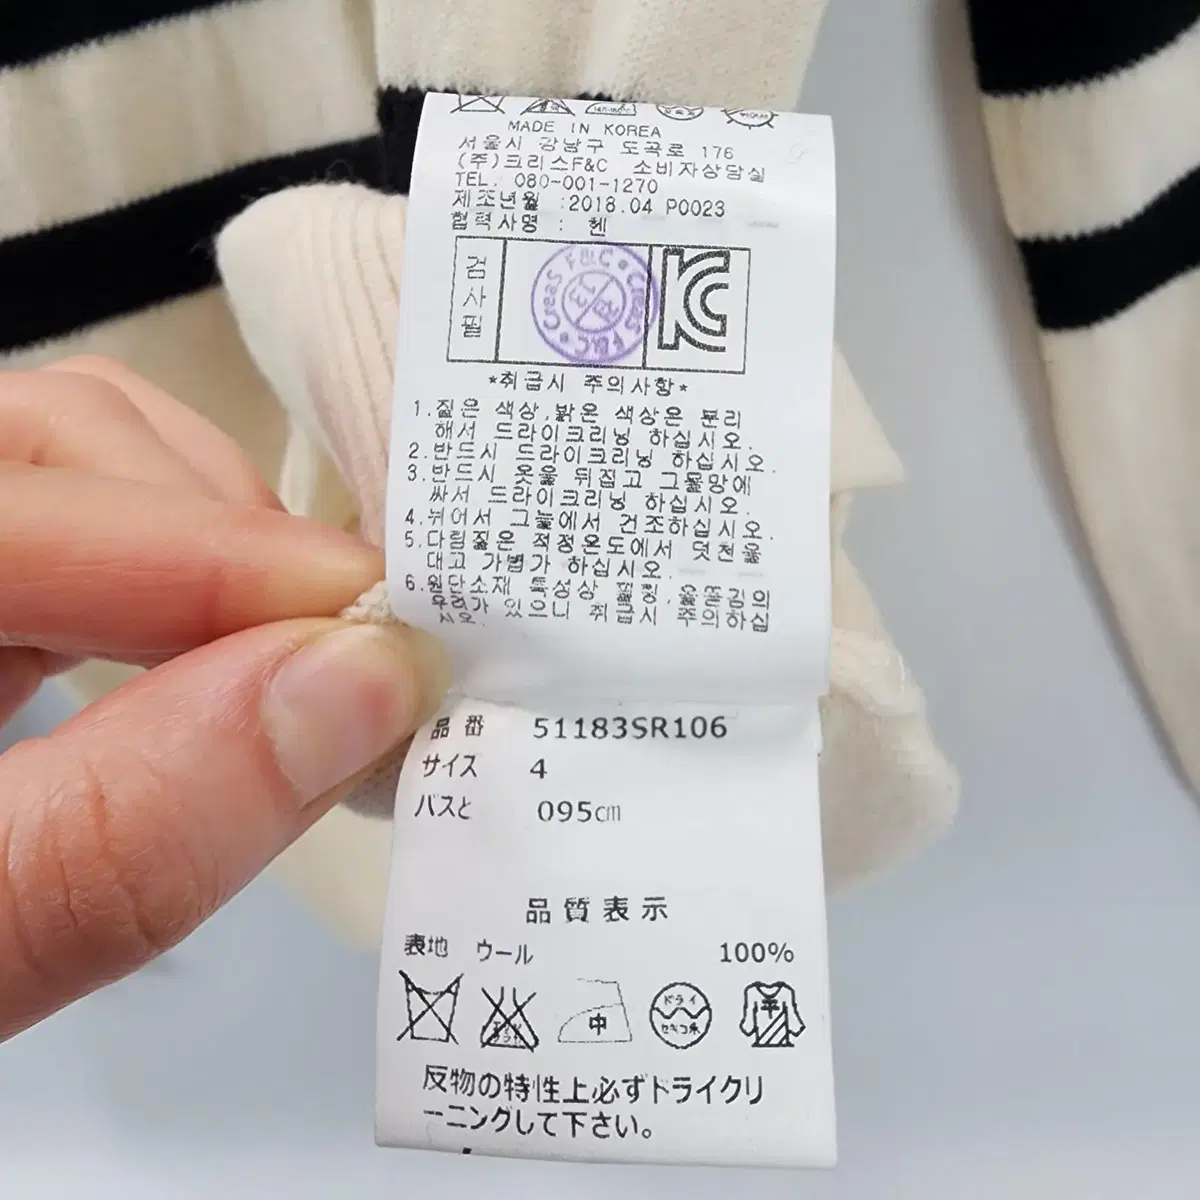 MADE IN KOREA
서울시 강남구 도곡로 176
(주)크리스F&C 소비자상담실
TEL. 080-001-1270
제조년월 :2018.04 P0023
협력사명 : 헨
검사필
Creas F&C Creas F&C
*취급시 주의사항*
1.짙은 색상,밝은 색상은 분리
해서 드라이크리닝 하십시오.
2.반드시 드라이크리닝 하십시오.
3.반드시 옷을 뒤집고 그물망에
싸서 드라이크리닝 하십시오.
4.뉘어서 그늘에서 건조하십시오.
5.다림질은 적정온도에서 덧천을
대고 가볍가 하십시오.
6.원단소재 특성상 필링,올뜯김의
우려가 있으니 취급시 주의하십
시오.
品番 51183SR106
サイズ 4
バスと 095cm
品質表示
表地 ウール 100%
中 ドライ セキユ系 平
反物の特性上必ずドライクリ
ーニングして下さい。